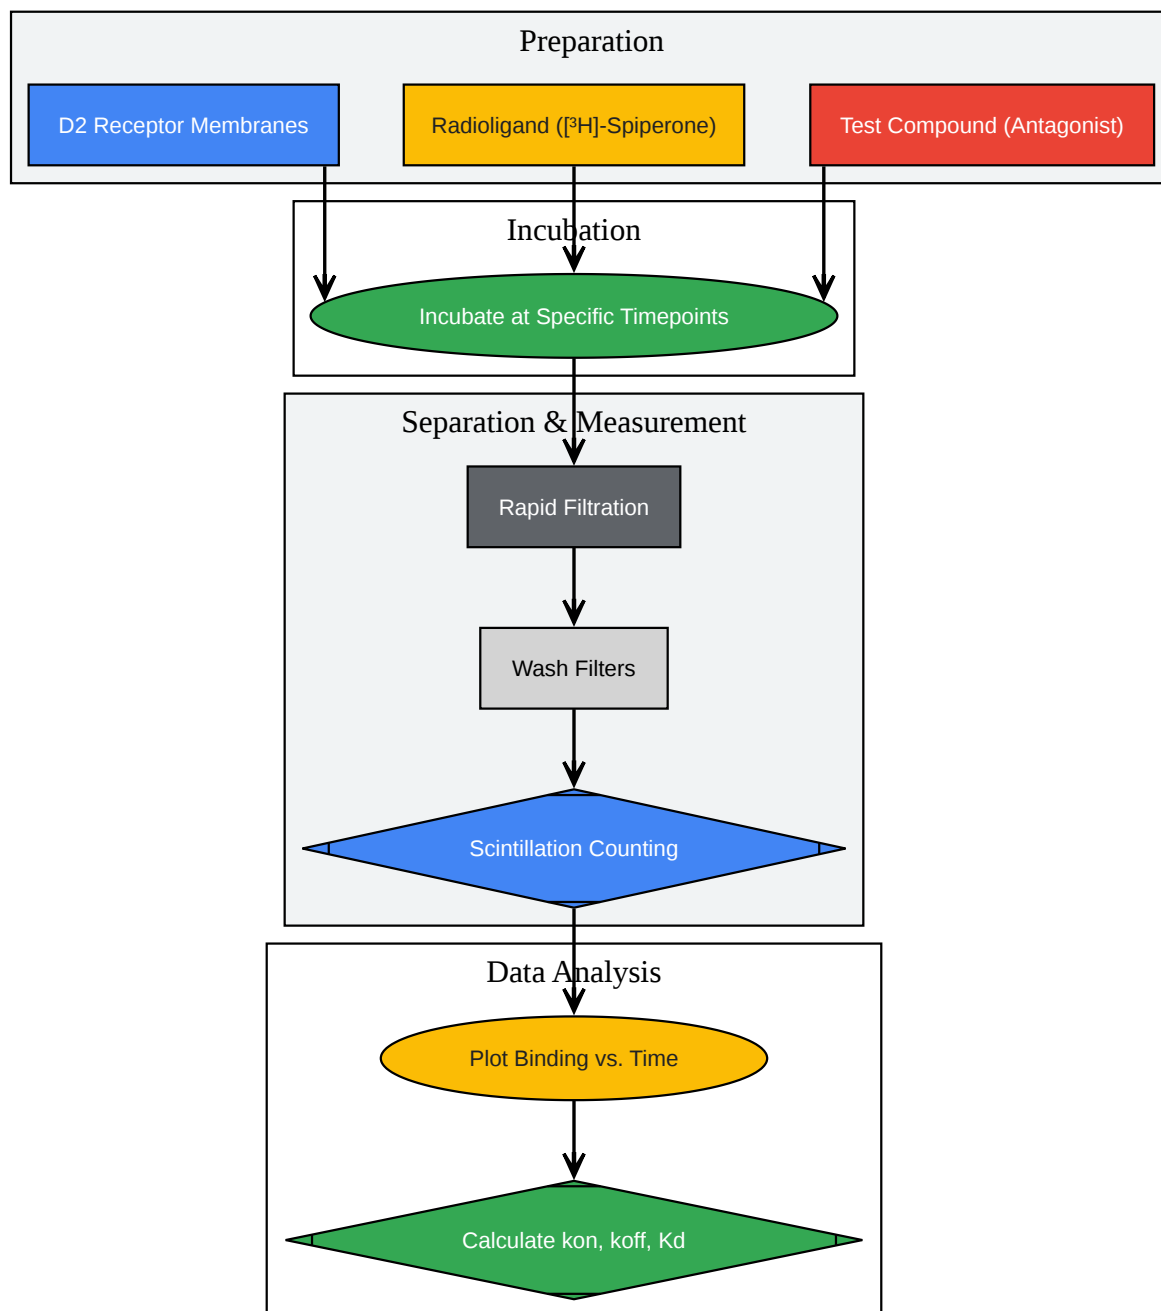 Preparation
D2 Receptor Membranes
Radioligand ([³H]-Spiperone)
Test Compound (Antagonist)
Incubation
Incubate at Specific Timepoints
Separation & Measurement
Rapid Filtration
Wash Filters
Scintillation Counting
Data Analysis
Plot Binding vs. Time
Calculate kon, koff, Kd